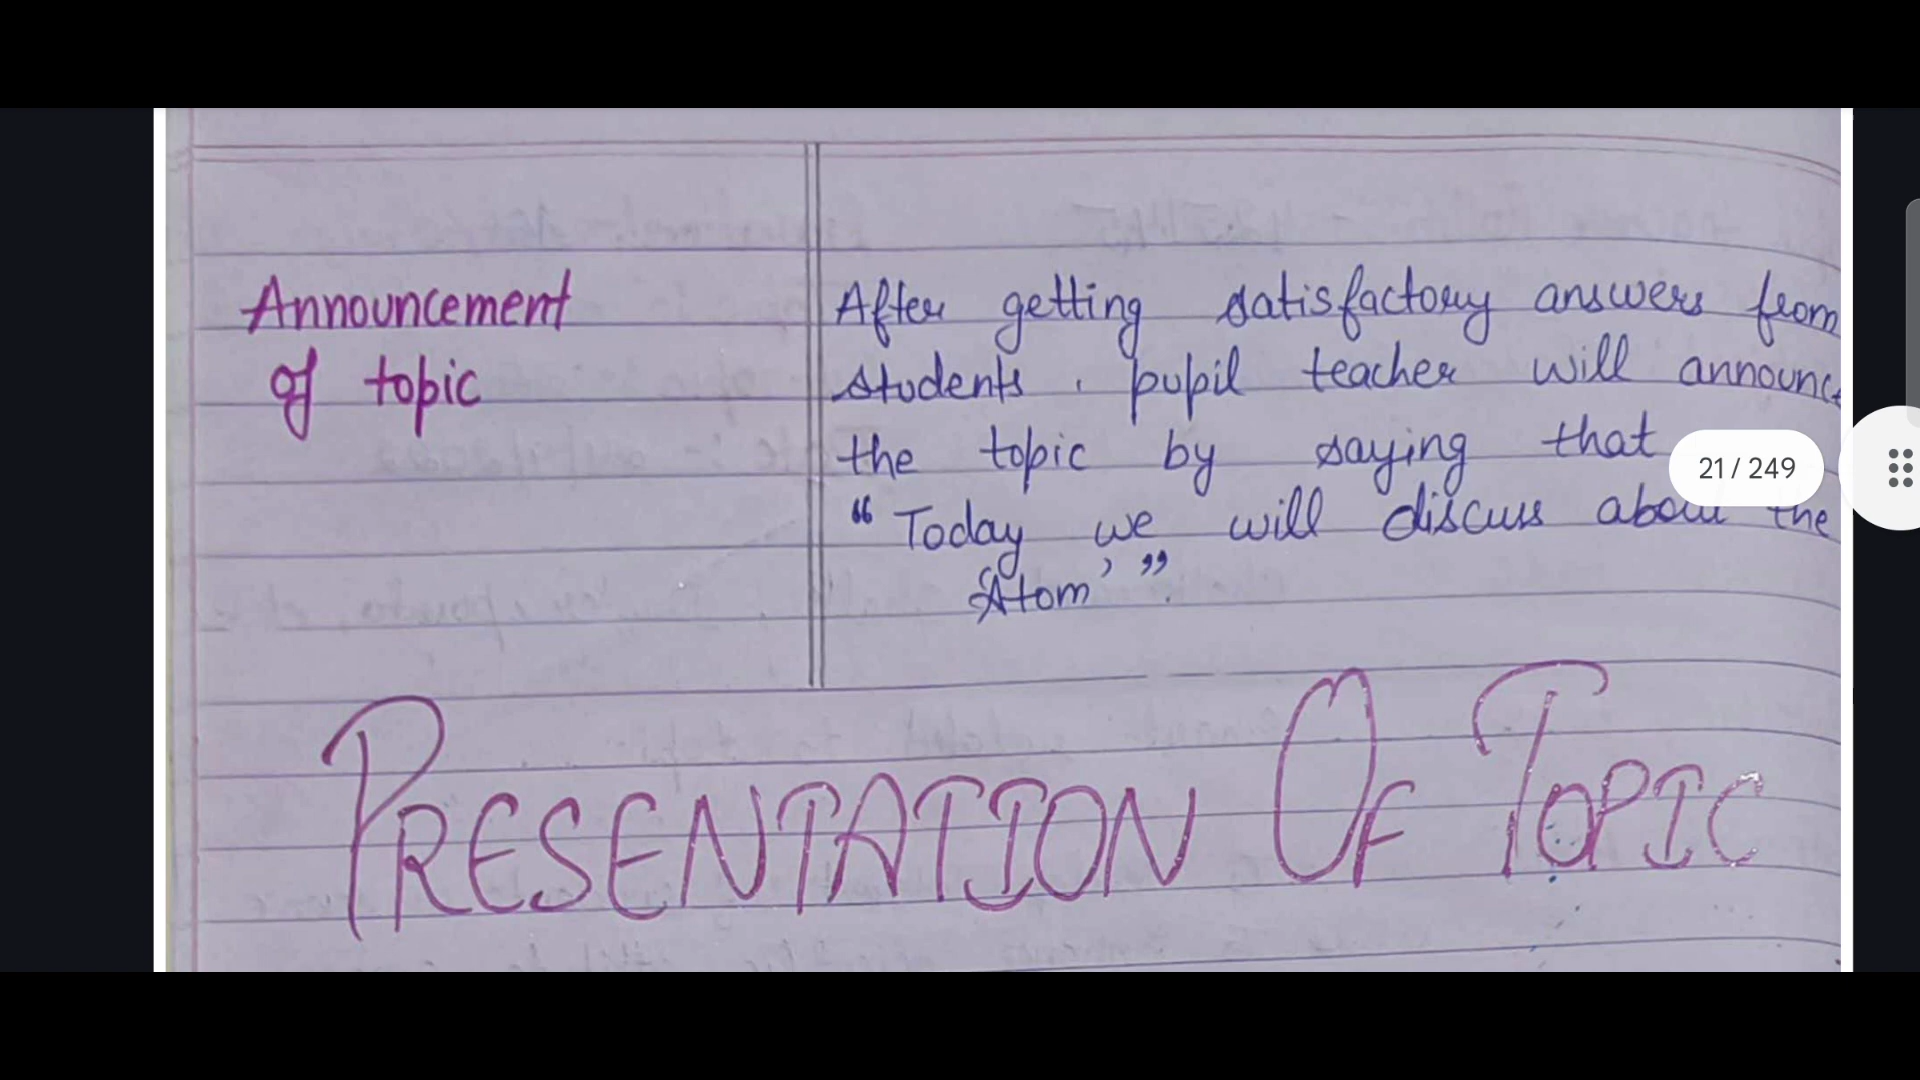 Announcement
of topic
After getting satisfactory answers from
students, pupil teacher will announce
the topic by saying that
"Today we will discuss about the
'Atom'".
21 / 249
PRESENTATION OF TOPIC